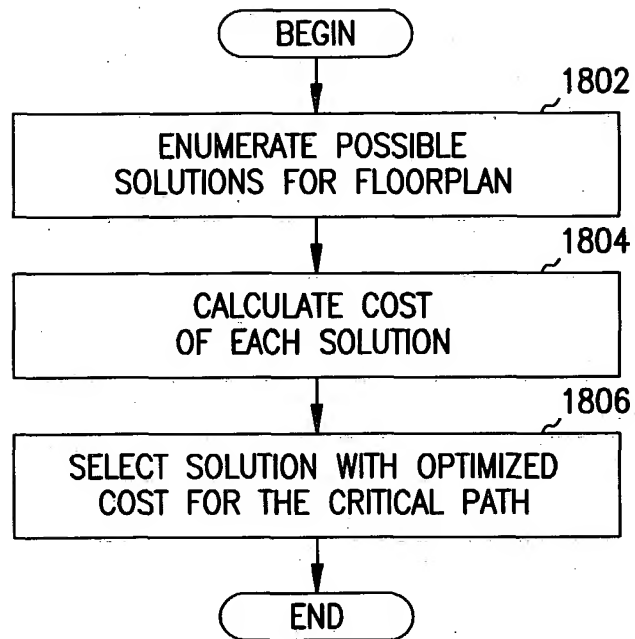 BEGIN
1802
ENUMERATE POSSIBLE
SOLUTIONS FOR FLOORPLAN
1804
CALCULATE COST
OF EACH SOLUTION
1806
SELECT SOLUTION WITH OPTIMIZED
COST FOR THE CRITICAL PATH
END